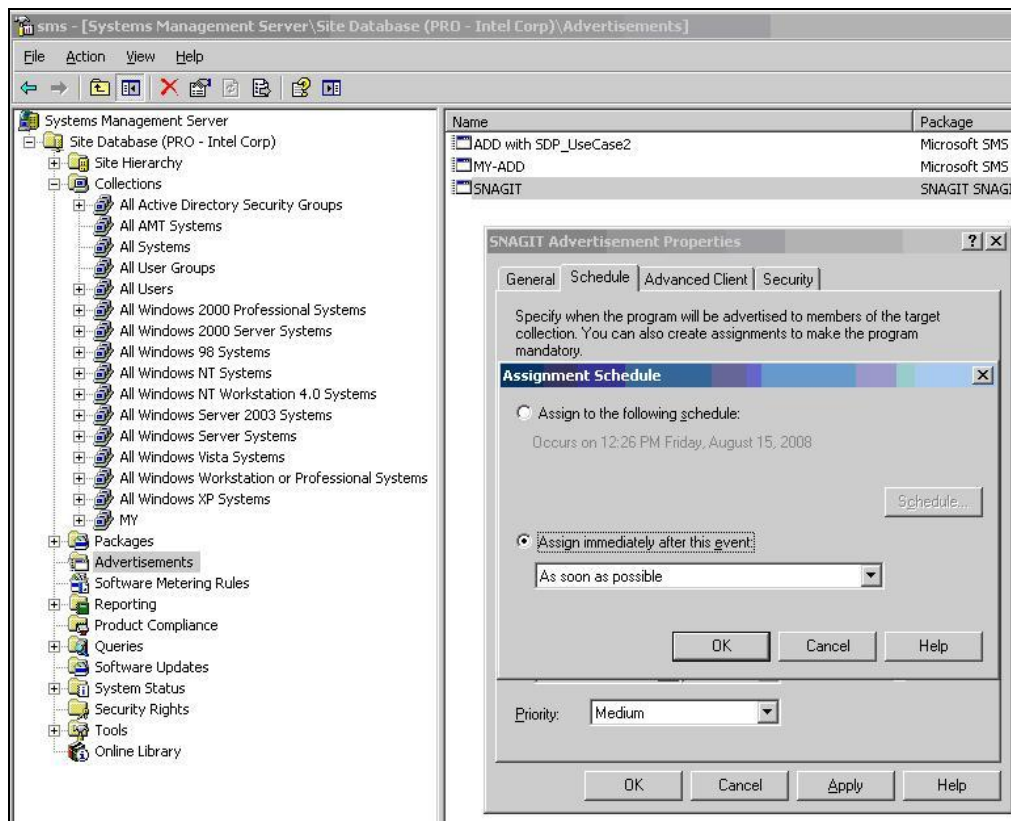 sms - [Systems Management Server\Site Database (PRO - Intel Corp)\Advertisements]
File Action View Help
Systems Management Server
Site Database (PRO - Intel Corp)
Site Hierarchy
Collections
All Active Directory Security Groups
All AMT Systems
All Systems
All User Groups
All Users
All Windows 2000 Professional Systems
All Windows 2000 Server Systems
All Windows 98 Systems
All Windows NT Systems
All Windows NT Workstation 4.0 Systems
All Windows Server 2003 Systems
All Windows Server Systems
All Windows Vista Systems
All Windows Workstation or Professional Systems
All Windows XP Systems
MY
Packages
Advertisements
Software Metering Rules
Reporting
Product Compliance
Queries
Software Updates
System Status
Security Rights
Tools
Online Library
Name Package
ADD with SDP_UseCase2 Microsoft SMS
MY-ADD Microsoft SMS
SNAGIT SNAGIT SNAGI
SNAGIT Advertisement Properties
General Schedule Advanced Client Security
Specify when the program will be advertised to members of the target
collection. You can also create assignments to make the program
mandatory.
Assignment Schedule
Assign to the following schedule:
Occurs on 12:26 PM Friday, August 15, 2008
Schedule...
Assign immediately after this event:
As soon as possible
OK Cancel Help
Priority: Medium
OK Cancel Apply Help